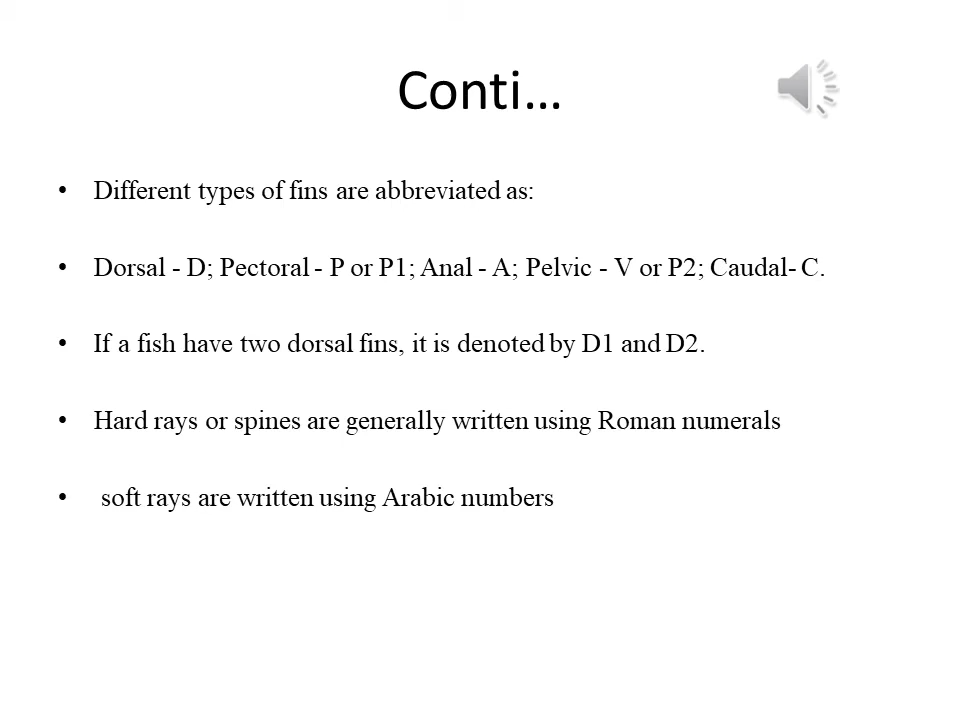 Conti…
• Different types of fins are abbreviated as:
• Dorsal - D; Pectoral - P or P1; Anal - A; Pelvic - V or P2; Caudal- C.
• If a fish have two dorsal fins, it is denoted by D1 and D2.
• Hard rays or spines are generally written using Roman numerals
• soft rays are written using Arabic numbers